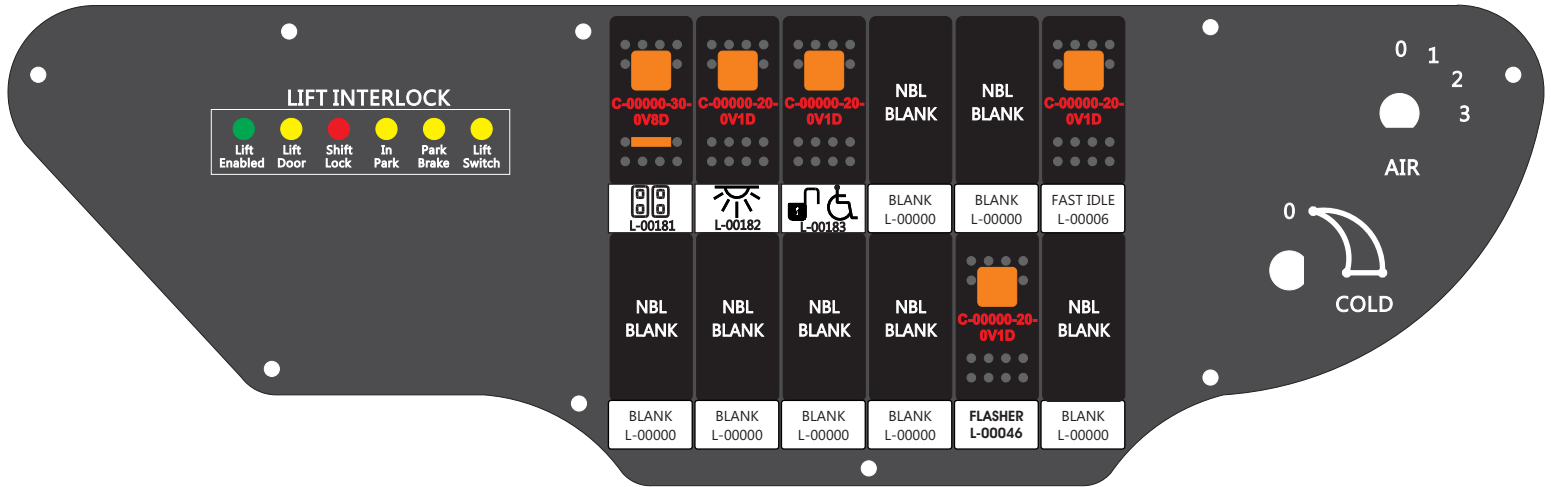 LIFT INTERLOCK
Lift
Enabled
Lift
Door
Shift
Lock
In
Park
Park
Brake
Lift
Switch
C-00000-30-
0V8D
C-00000-20-
0V1D
C-00000-20-
0V1D
NBL
BLANK
NBL
BLANK
C-00000-20-
0V1D
L-00181
L-00182
L-00183
BLANK
L-00000
BLANK
L-00000
FAST IDLE
L-00006
NBL
BLANK
NBL
BLANK
NBL
BLANK
NBL
BLANK
C-00000-20-
0V1D
NBL
BLANK
BLANK
L-00000
BLANK
L-00000
BLANK
L-00000
BLANK
L-00000
FLASHER
L-00046
BLANK
L-00000
0
1
2
3
AIR
0
COLD